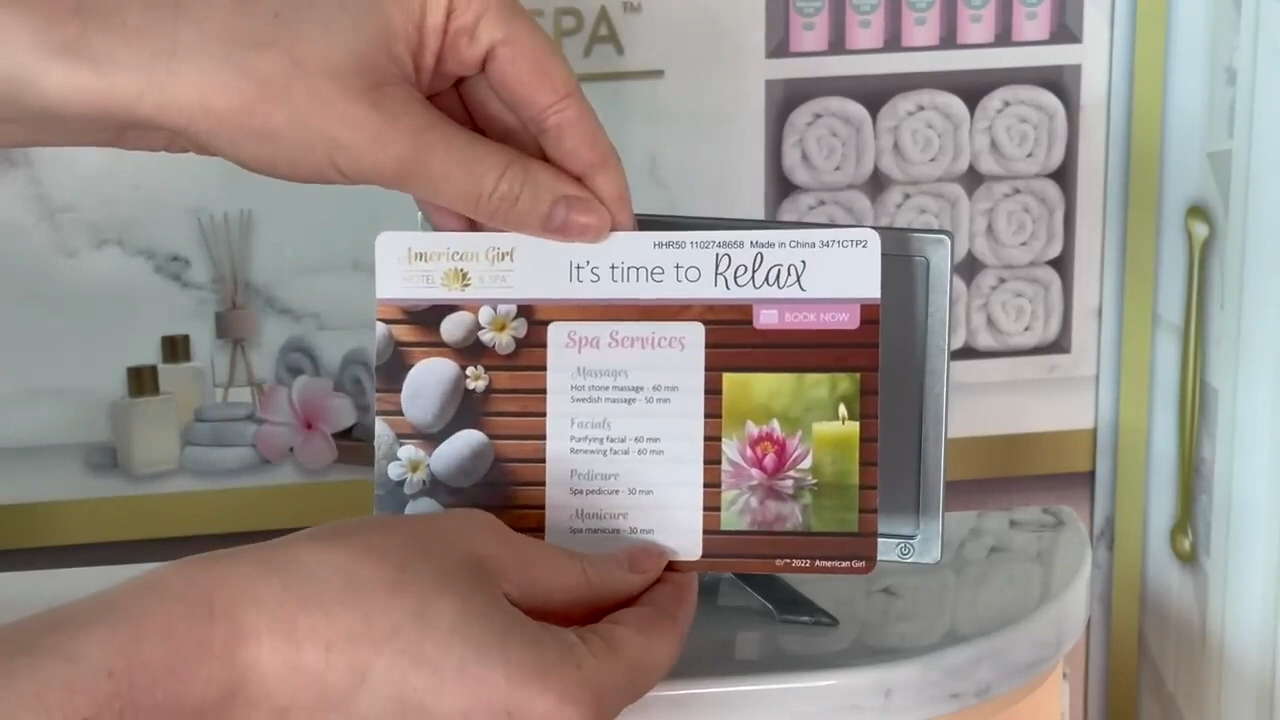 SPA™
American Girl
HOTEL & SPA™
HHR50 1102748658 Made in China 3471CTP2
It's time to Relax
BOOK NOW
Spa Services
Massages
Hot stone massage - 60 min
Swedish massage - 50 min
Facials
Purifying facial - 60 min
Renewing facial - 60 min
Pedicure
Spa pedicure - 30 min
Manicure
Spa manicure - 30 min
©/™ 2022 American Girl